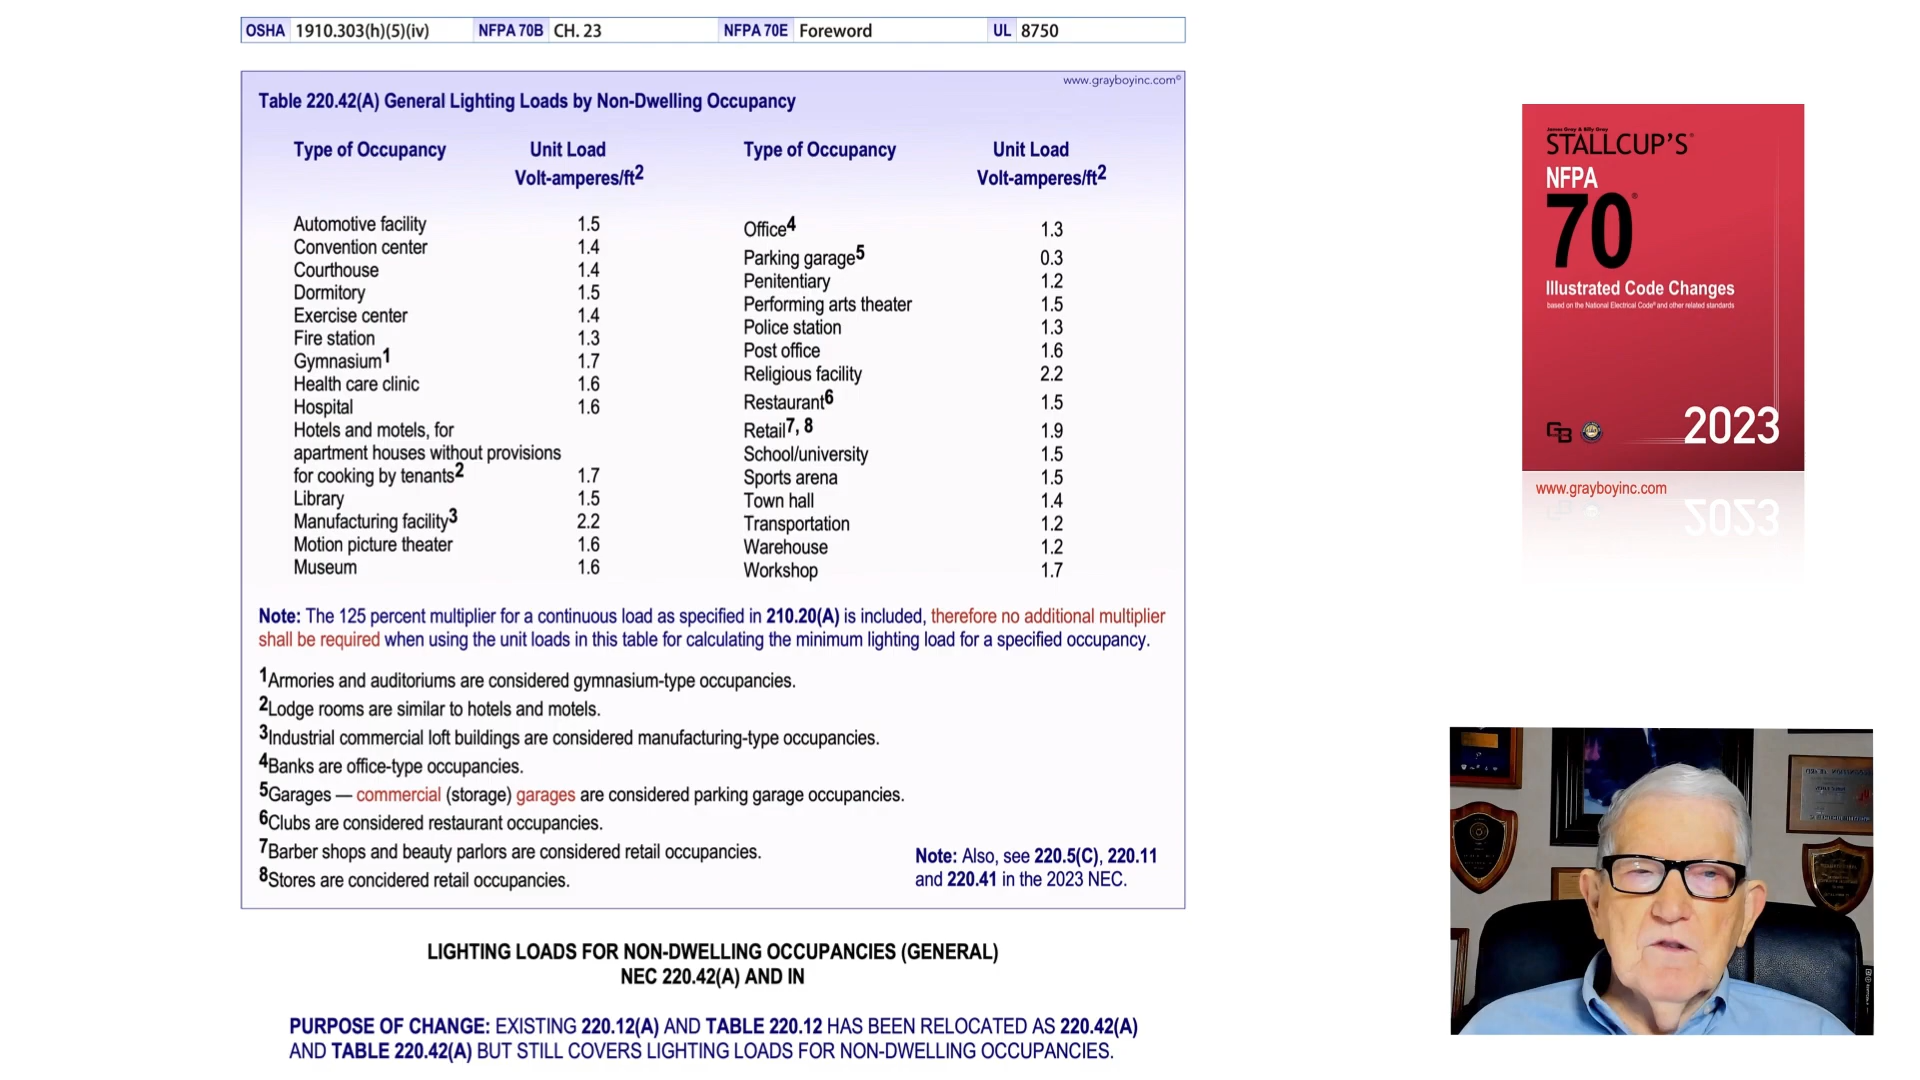 OSHA 1910.303(h)(5)(iv) NFPA 70B CH. 23 NFPA 70E Foreword UL 8750
www.grayboyinc.com©
Table 220.42(A) General Lighting Loads by Non-Dwelling Occupancy
Type of Occupancy Unit Load Type of Occupancy Unit Load
Volt-amperes/ft2 Volt-amperes/ft2
Automotive facility 1.5
Convention center 1.4
Courthouse 1.4
Dormitory 1.5
Exercise center 1.4
Fire station 1.3
Gymnasium1 1.7
Health care clinic 1.6
Hospital 1.6
Hotels and motels, for
apartment houses without provisions
for cooking by tenants2 1.7
Library 1.5
Manufacturing facility3 2.2
Motion picture theater 1.6
Museum 1.6
Office4 1.3
Parking garage5 0.3
Penitentiary 1.2
Performing arts theater 1.5
Police station 1.3
Post office 1.6
Religious facility 2.2
Restaurant6 1.5
Retail7, 8 1.9
School/university 1.5
Sports arena 1.5
Town hall 1.4
Transportation 1.2
Warehouse 1.2
Workshop 1.7
Note: The 125 percent multiplier for a continuous load as specified in 210.20(A) is included, therefore no additional multiplier
shall be required when using the unit loads in this table for calculating the minimum lighting load for a specified occupancy.
1Armories and auditoriums are considered gymnasium-type occupancies.
2Lodge rooms are similar to hotels and motels.
3Industrial commercial loft buildings are considered manufacturing-type occupancies.
4Banks are office-type occupancies.
5Garages — commercial (storage) garages are considered parking garage occupancies.
6Clubs are considered restaurant occupancies.
7Barber shops and beauty parlors are considered retail occupancies.
8Stores are concidered retail occupancies.
Note: Also, see 220.5(C), 220.11
and 220.41 in the 2023 NEC.
LIGHTING LOADS FOR NON-DWELLING OCCUPANCIES (GENERAL)
NEC 220.42(A) AND IN
PURPOSE OF CHANGE: EXISTING 220.12(A) AND TABLE 220.12 HAS BEEN RELOCATED AS 220.42(A)
AND TABLE 220.42(A) BUT STILL COVERS LIGHTING LOADS FOR NON-DWELLING OCCUPANCIES.
James Gray & Billy Gray
STALLCUP'S®
NFPA
70®
Illustrated Code Changes
based on the National Electrical Code® and other related standards
GB
2023
www.grayboyinc.com